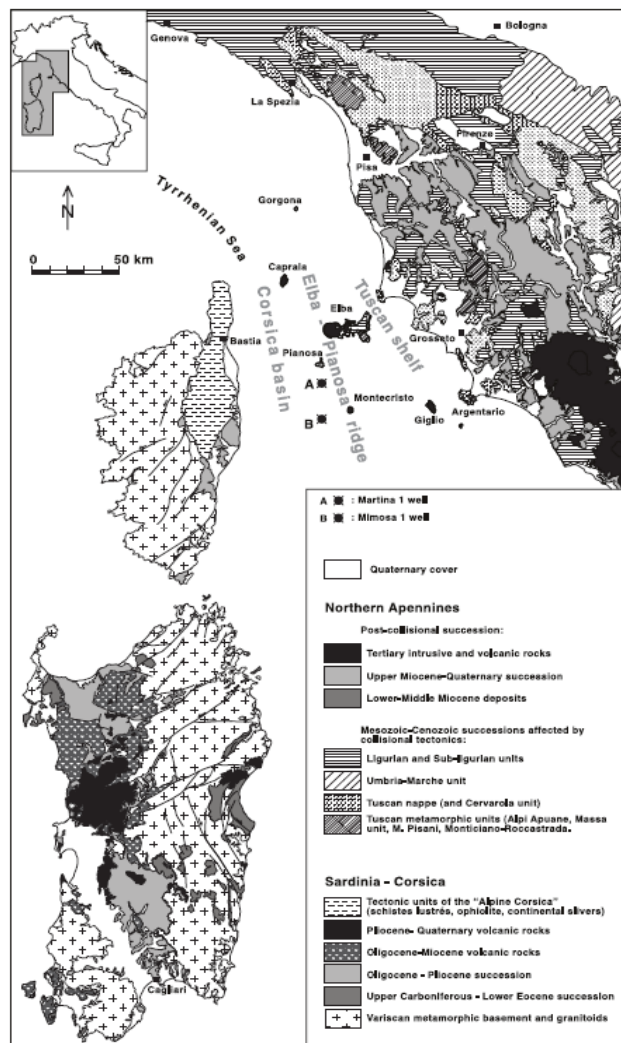 Genova
Bologna
La Spezia
Firenze
Pisa
Tyrrhenian Sea
Gorgona
N
0 50 km
Capraia
Elba - Pianosa ridge
Corsica basin
Tuscan shelf
Elba
Bastia
Grosseto
Pianosa
A
Montecristo
B
Giglio
Argentario
A : Martina 1 well
B : Mimosa 1 well
Quaternary cover
Northern Apennines
Post-collisional succession:
Tertiary intrusive and volcanic rocks
Upper Miocene-Quaternary succession
Lower-Middle Miocene deposits
Mesozoic-Cenozoic successions affected by
collisional tectonics:
Ligurian and Sub-ligurian units
Umbria-Marche unit
Tuscan nappe (and Cervarola unit)
Tuscan metamorphic units (Alpi Apuane, Massa
unit, M. Pisani, Monticiano-Roccastrada.
Sardinia - Corsica
Tectonic units of the "Alpine Corsica"
(schistes lustrés, ophiolite, continental slivers)
Pliocene- Quaternary volcanic rocks
Oligocene-Miocene volcanic rocks
Oligocene - Pliocene succession
Upper Carboniferous - Lower Eocene succession
Variscan metamorphic basement and granitoids
Cagliari